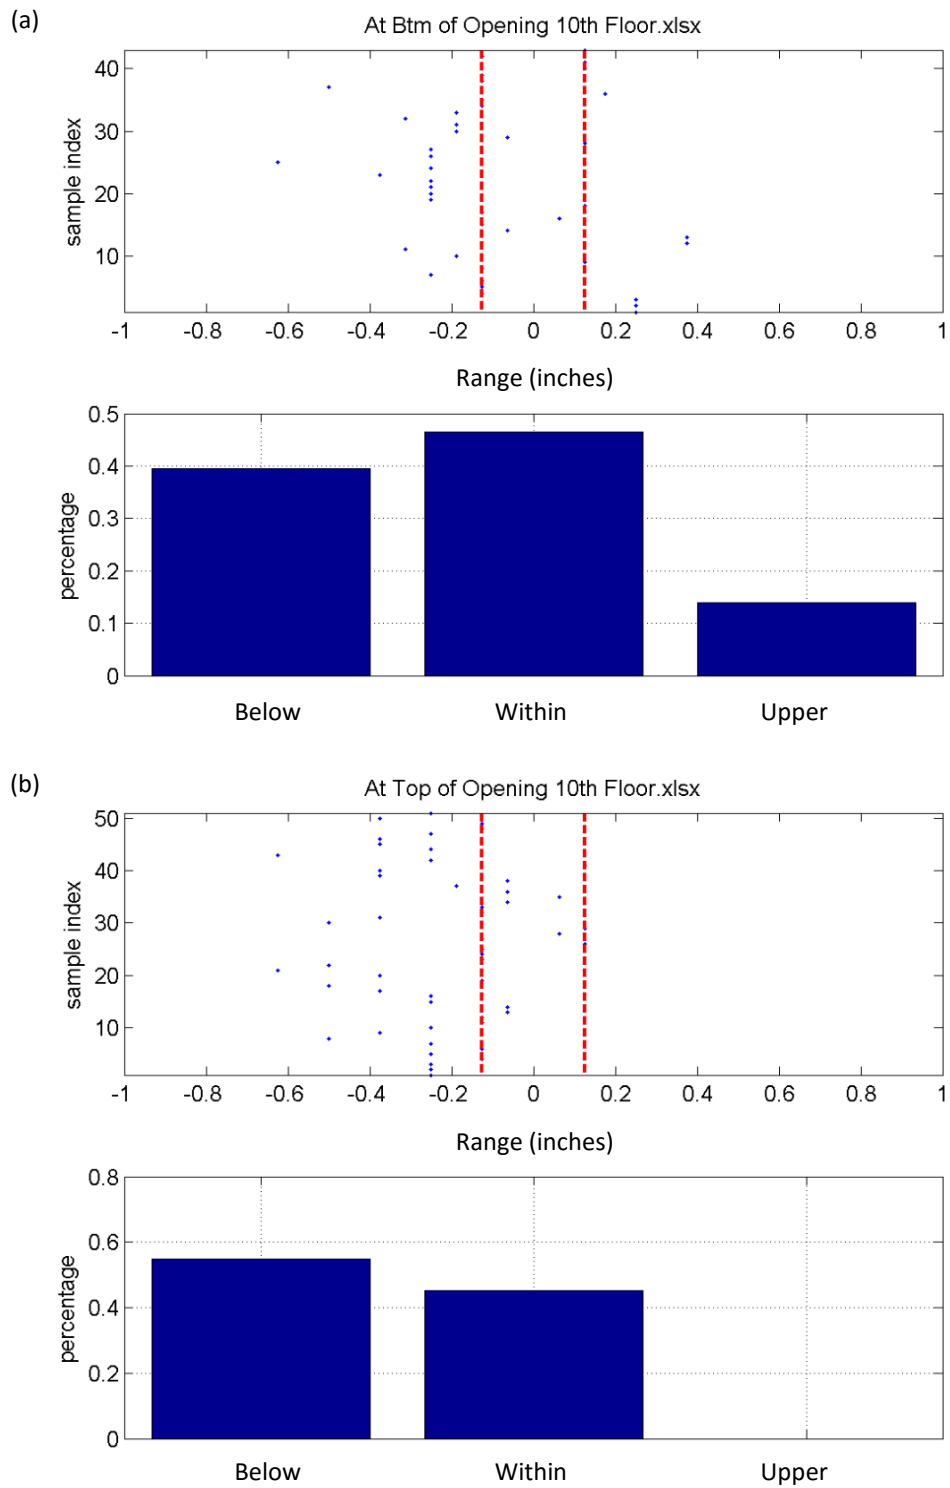 (a)
At Btm of Opening 10th Floor.xlsx
sample index
40
30
20
10
-1 -0.8 -0.6 -0.4 -0.2 0 0.2 0.4 0.6 0.8 1
Range (inches)
percentage
0.5
0.4
0.3
0.2
0.1
0
Below Within Upper
(b)
At Top of Opening 10th Floor.xlsx
sample index
50
40
30
20
10
-1 -0.8 -0.6 -0.4 -0.2 0 0.2 0.4 0.6 0.8 1
Range (inches)
percentage
0.8
0.6
0.4
0.2
0
Below Within Upper